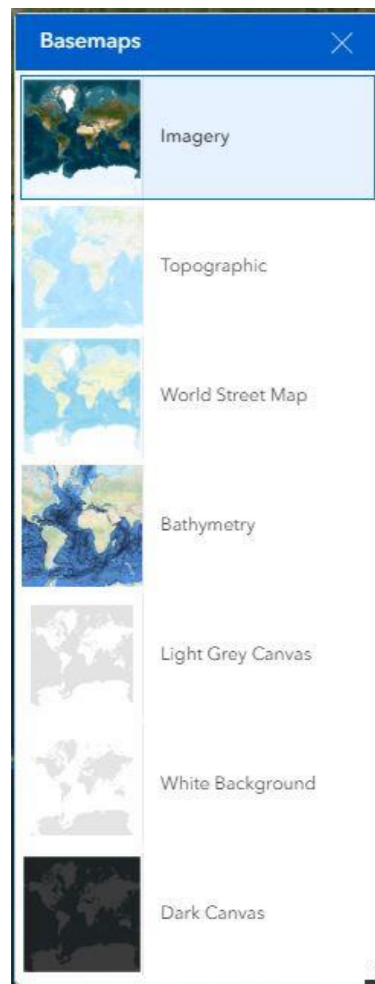 Basemaps
Imagery
Topographic
World Street Map
Bathymetry
Light Grey Canvas
White Background
Dark Canvas